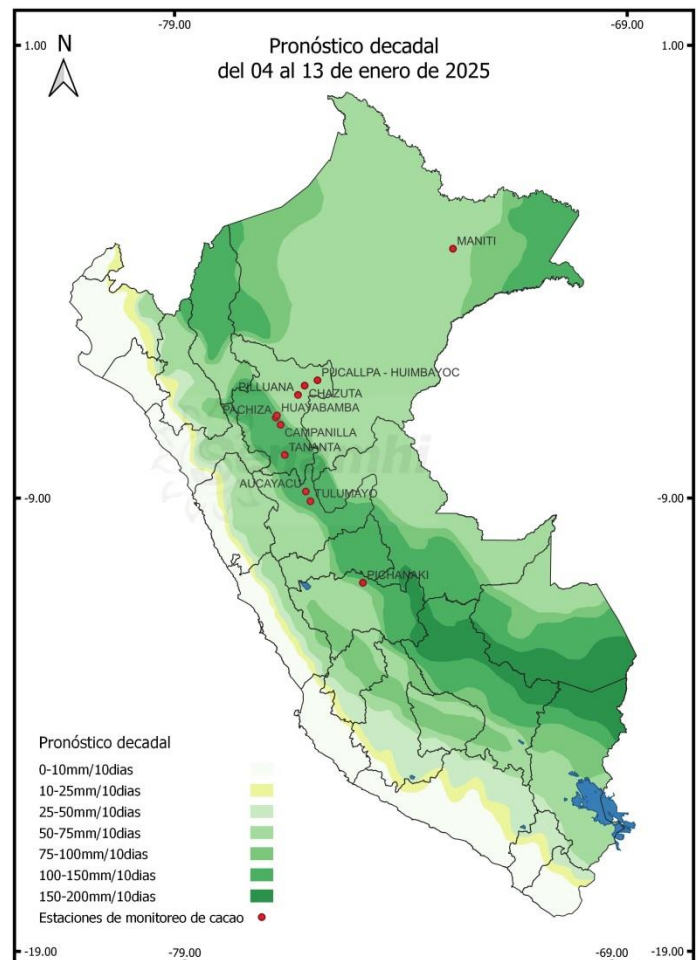 -79.00
-69.00
1.00
N
Pronóstico decadal
1.00
del 04 al 13 de enero de 2025
MANITI
PUCALLPA - HUIMBAYOC
PILLUANA
CHAZUTA
PACHIZA
HUAYABAMBA
CAMPANILLA
Senamhi
TANANTA
AUCAYACU
TULUMAYO
-9.00
-9.00
PICHANAKI
Pronóstico decadal
0-10mm/10dias
10-25mm/10dias
25-50mm/10dias
50-75mm/10dias
75-100mm/10dias
100-150mm/10dias
150-200mm/10dias
Estaciones de monitoreo de cacao
-19.00
-79.00
-69.00
-19.00